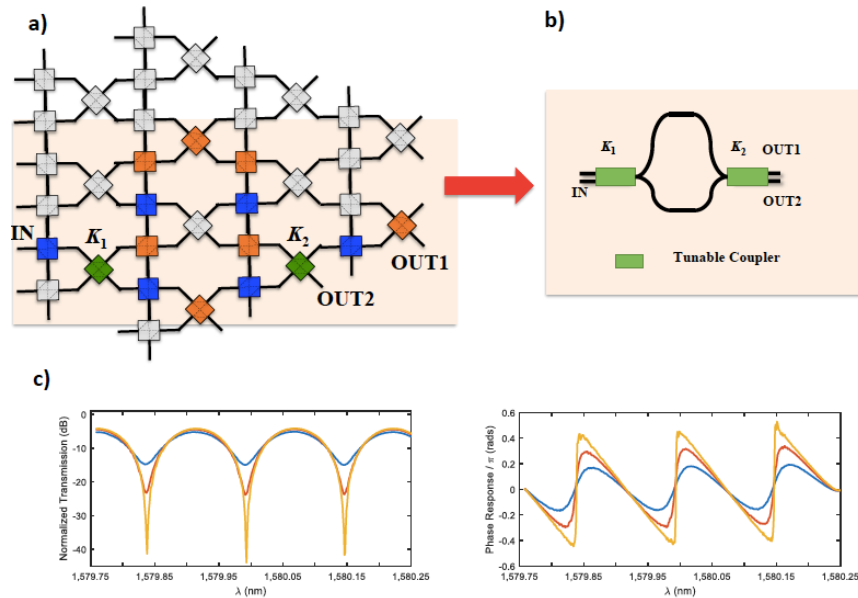 a)
b)
IN
K1
K2
OUT1
OUT2
K1
K2
OUT1
IN
OUT2
Tunable Coupler
c)
Normalized Transmission (dB)
0
-10
-20
-30
-40
1,579.75 1,579.85 1,579.95 1,580.05 1,580.15 1,580.25
λ (nm)
Phase Response / π (rads)
0.6
0.4
0.2
0
-0.2
-0.4
-0.6
1,579.75 1,579.85 1,579.95 1,580.05 1,580.15 1,580.25
λ (nm)